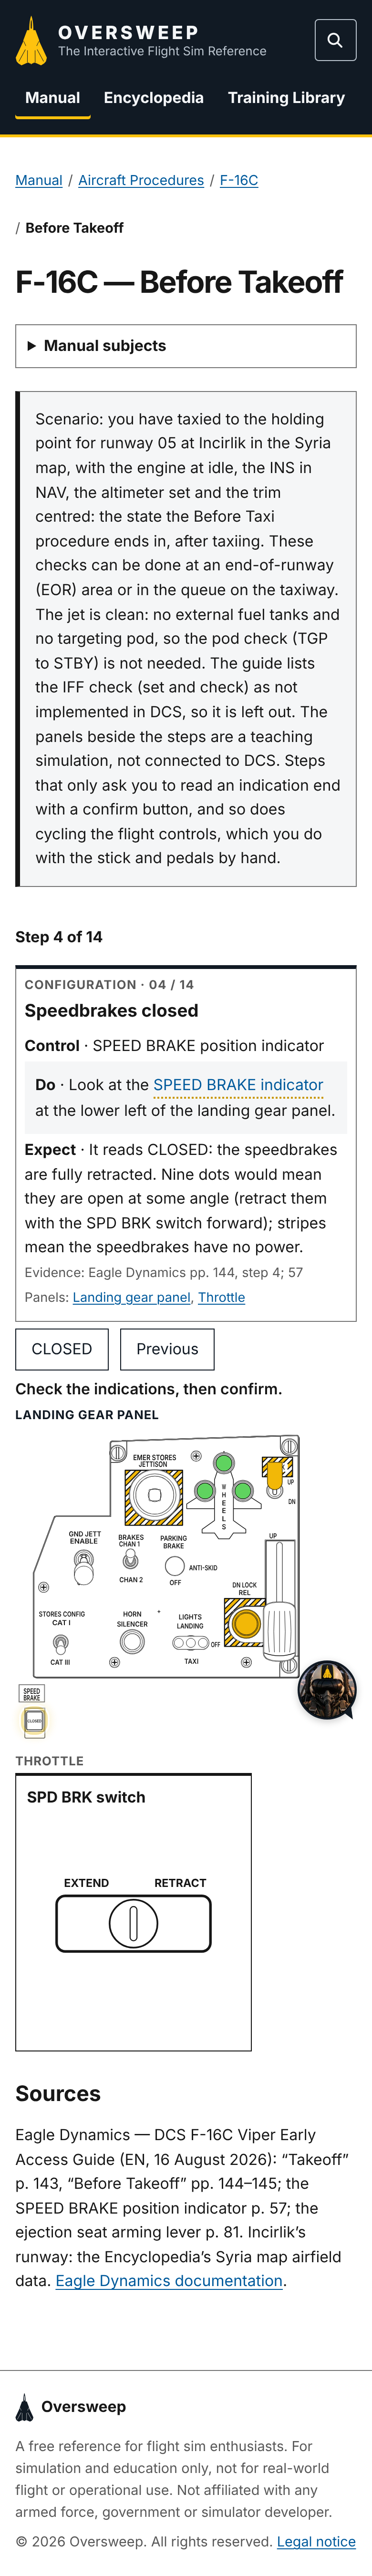 OVERSWEEP
The Interactive Flight Sim Reference
Manual Encyclopedia Training Library
Manual / Aircraft Procedures / F-16C
/ Before Takeoff
F-16C — Before Takeoff
Manual subjects
Scenario: you have taxied to the holding
point for runway 05 at Incirlik in the Syria
map, with the engine at idle, the INS in
NAV, the altimeter set and the trim
centred: the state the Before Taxi
procedure ends in, after taxiing. These
checks can be done at an end-of-runway
(EOR) area or in the queue on the taxiway.
The jet is clean: no external fuel tanks and
no targeting pod, so the pod check (TGP
to STBY) is not needed. The guide lists
the IFF check (set and check) as not
implemented in DCS, so it is left out. The
panels beside the steps are a teaching
simulation, not connected to DCS. Steps
that only ask you to read an indication end
with a confirm button, and so does
cycling the flight controls, which you do
with the stick and pedals by hand.
Step 4 of 14
CONFIGURATION · 04 / 14
Speedbrakes closed
Control · SPEED BRAKE position indicator
Do · Look at the SPEED BRAKE indicator
at the lower left of the landing gear panel.
Expect · It reads CLOSED: the speedbrakes
are fully retracted. Nine dots would mean
they are open at some angle (retract them
with the SPD BRK switch forward); stripes
mean the speedbrakes have no power.
Evidence: Eagle Dynamics pp. 144, step 4; 57
Panels: Landing gear panel, Throttle
CLOSED Previous
Check the indications, then confirm.
LANDING GEAR PANEL
EMER STORES
JETTISON
WHEELS
UP
DN
GND JETT
ENABLE
BRAKES
CHAN 1
CHAN 2
PARKING
BRAKE
ANTI-SKID
OFF
UP
DN LOCK
REL
STORES CONFIG
CAT I
CAT III
HORN
SILENCER
LIGHTS
LANDING
OFF
TAXI
SPEED
BRAKE
CLOSED
THROTTLE
SPD BRK switch
EXTEND RETRACT
Sources
Eagle Dynamics — DCS F-16C Viper Early
Access Guide (EN, 16 August 2026): “Takeoff”
p. 143, “Before Takeoff” pp. 144–145; the
SPEED BRAKE position indicator p. 57; the
ejection seat arming lever p. 81. Incirlik’s
runway: the Encyclopedia’s Syria map airfield
data. Eagle Dynamics documentation.
Oversweep
A free reference for flight sim enthusiasts. For
simulation and education only, not for real-world
flight or operational use. Not affiliated with any
armed force, government or simulator developer.
© 2026 Oversweep. All rights reserved. Legal notice